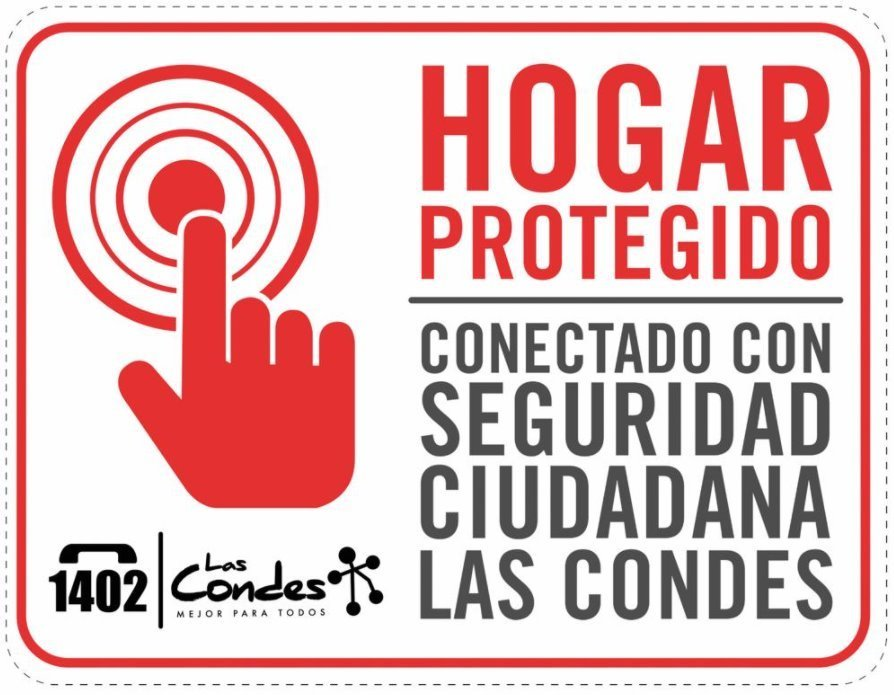 HOGAR
PROTEGIDO
CONECTADO CON
SEGURIDAD
CIUDADANA
LAS CONDES
1402
Las
Condes
MEJOR PARA TODOS